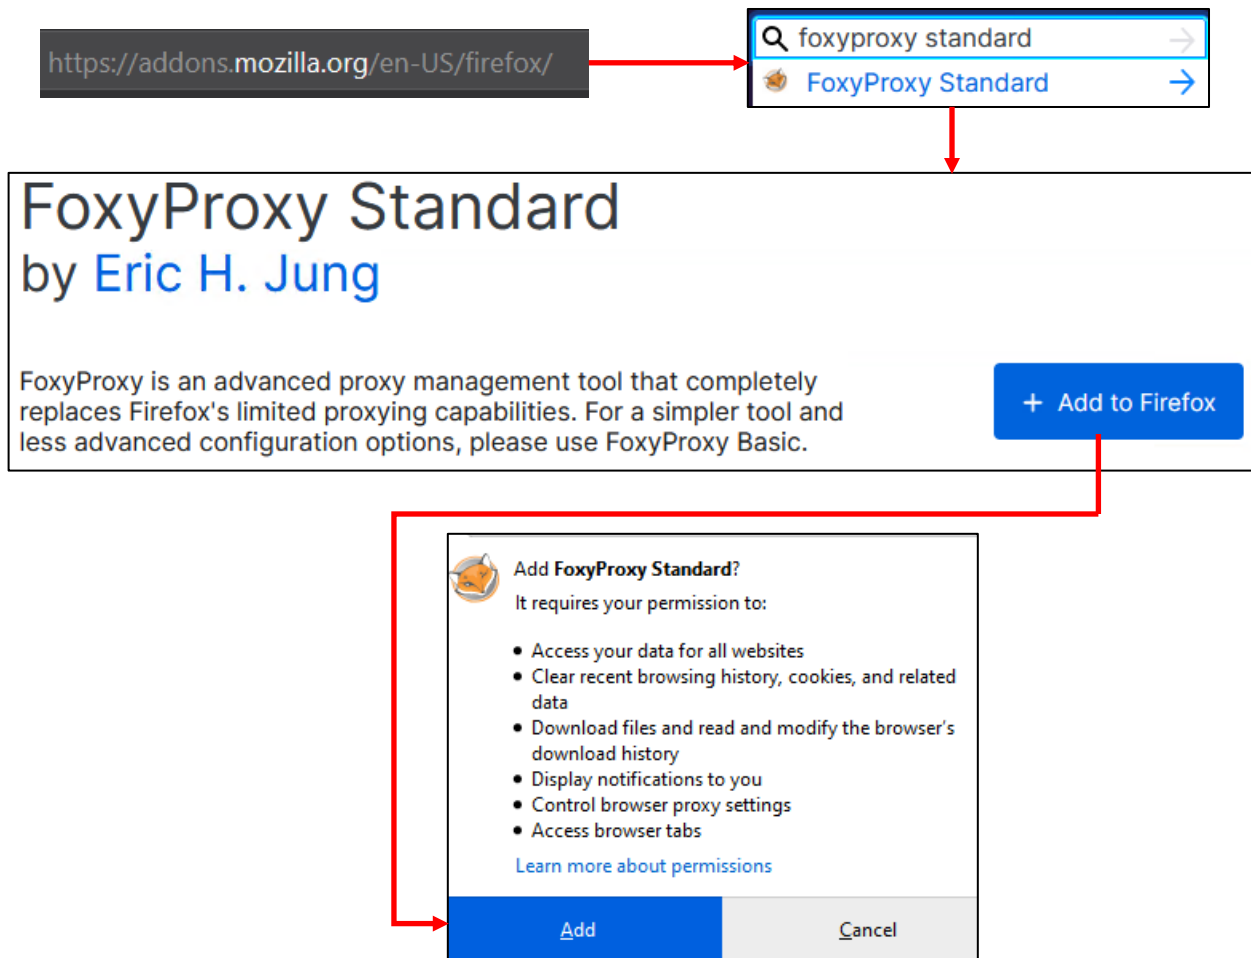 https://addons.mozilla.org/en-US/firefox/
foxyproxy standard
FoxyProxy Standard
FoxyProxy Standard
by Eric H. Jung
FoxyProxy is an advanced proxy management tool that completely
replaces Firefox's limited proxying capabilities. For a simpler tool and
less advanced configuration options, please use FoxyProxy Basic.
+ Add to Firefox
Add FoxyProxy Standard?
It requires your permission to:
• Access your data for all websites
• Clear recent browsing history, cookies, and related
data
• Download files and read and modify the browser’s
download history
• Display notifications to you
• Control browser proxy settings
• Access browser tabs
Learn more about permissions
Add
Cancel